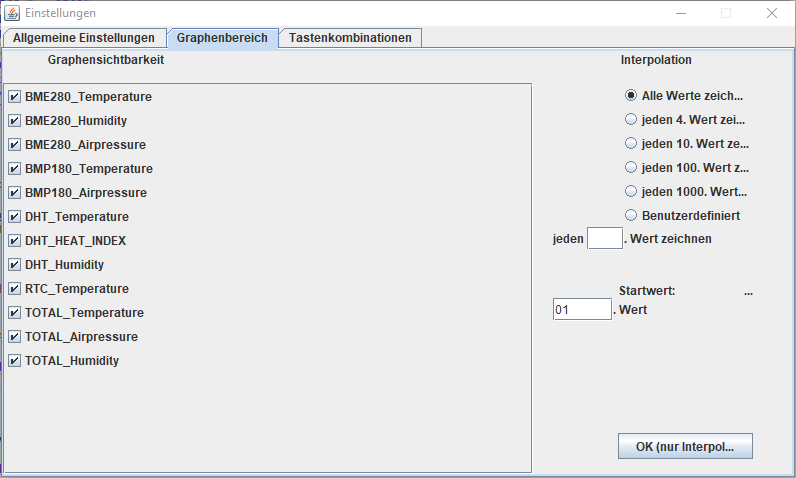 Einstellungen
Allgemeine Einstellungen Graphenbereich Tastenkombinationen
Graphensichtbarkeit
BME280_Temperature
BME280_Humidity
BME280_Airpressure
BMP180_Temperature
BMP180_Airpressure
DHT_Temperature
DHT_HEAT_INDEX
DHT_Humidity
RTC_Temperature
TOTAL_Temperature
TOTAL_Airpressure
TOTAL_Humidity
Interpolation
Alle Werte zeich...
jeden 4. Wert zei...
jeden 10. Wert ze...
jeden 100. Wert z...
jeden 1000. Wert...
Benutzerdefiniert
jeden . Wert zeichnen
Startwert: ...
01 . Wert
OK (nur Interpol...